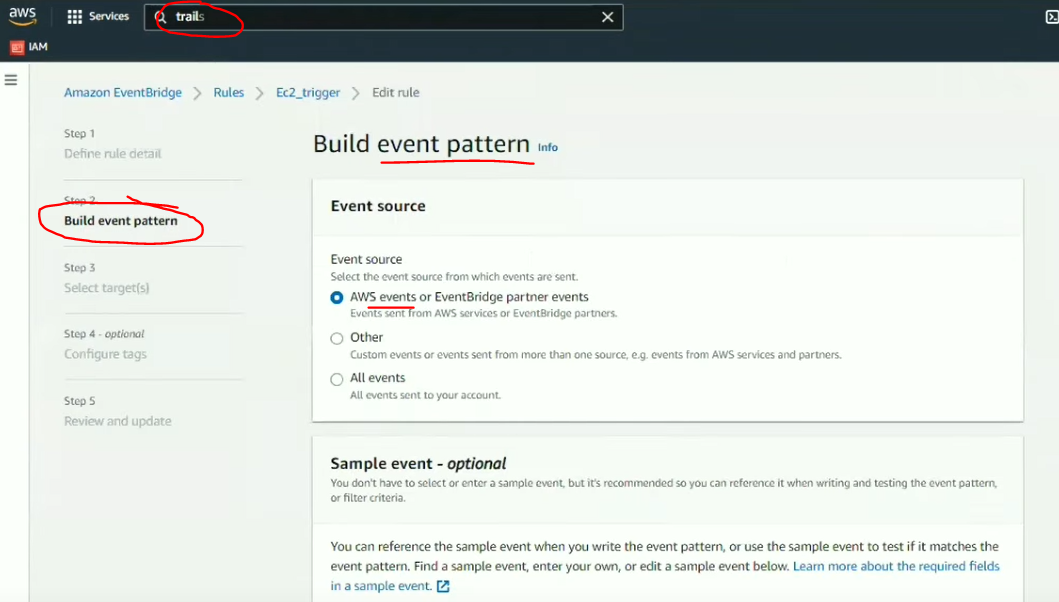 aws
Services
trails
IAM
Amazon EventBridge > Rules > Ec2_trigger > Edit rule
Step 1
Define rule detail
Step 2
Build event pattern
Step 3
Select target(s)
Step 4 - optional
Configure tags
Step 5
Review and update
Build event pattern Info
Event source
Event source
Select the event source from which events are sent.
AWS events or EventBridge partner events
Events sent from AWS services or EventBridge partners.
Other
Custom events or events sent from more than one source, e.g. events from AWS services and partners.
All events
All events sent to your account.
Sample event - optional
You don't have to select or enter a sample event, but it's recommended so you can reference it when writing and testing the event pattern,
or filter criteria.
You can reference the sample event when you write the event pattern, or use the sample event to test if it matches the
event pattern. Find a sample event, enter your own, or edit a sample event below. Learn more about the required fields
in a sample event.